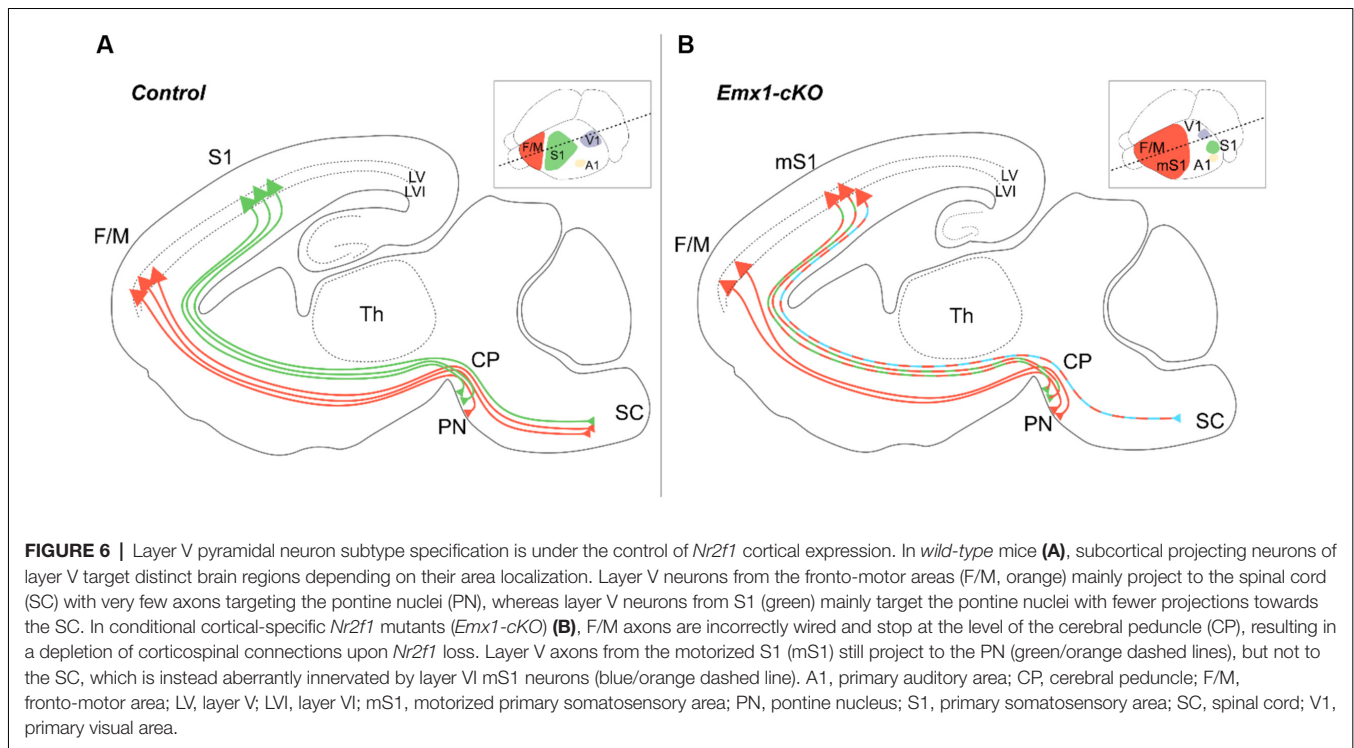 A
Control
F/M
S1
V1
A1
S1
LV
LVI
F/M
Th
CP
PN
SC
B
Emx1-cKO
V1
F/M
S1
mS1
A1
mS1
LV
LVI
F/M
Th
CP
PN
SC
FIGURE 6 | Layer V pyramidal neuron subtype specification is under the control of Nr2f1 cortical expression. In wild-type mice (A), subcortical projecting neurons of
layer V target distinct brain regions depending on their area localization. Layer V neurons from the fronto-motor areas (F/M, orange) mainly project to the spinal cord
(SC) with very few axons targeting the pontine nuclei (PN), whereas layer V neurons from S1 (green) mainly target the pontine nuclei with fewer projections towards
the SC. In conditional cortical-specific Nr2f1 mutants (Emx1-cKO) (B), F/M axons are incorrectly wired and stop at the level of the cerebral peduncle (CP), resulting in
a depletion of corticospinal connections upon Nr2f1 loss. Layer V axons from the motorized S1 (mS1) still project to the PN (green/orange dashed lines), but not to
the SC, which is instead aberrantly innervated by layer VI mS1 neurons (blue/orange dashed line). A1, primary auditory area; CP, cerebral peduncle; F/M,
fronto-motor area; LV, layer V; LVI, layer VI; mS1, motorized primary somatosensory area; PN, pontine nucleus; S1, primary somatosensory area; SC, spinal cord; V1,
primary visual area.